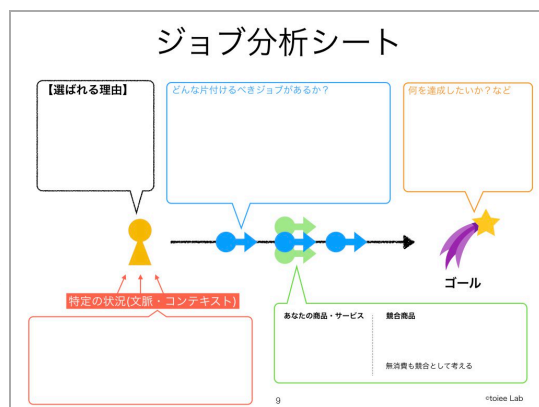 ジョブ分析シート
【選ばれる理由】
どんな片付けるべきジョブがあるか？
何を達成したいか？など
ゴール
特定の状況(文脈・コンテキスト)
あなたの商品・サービス
競合商品
無消費も競合として考える
9
©toiee Lab